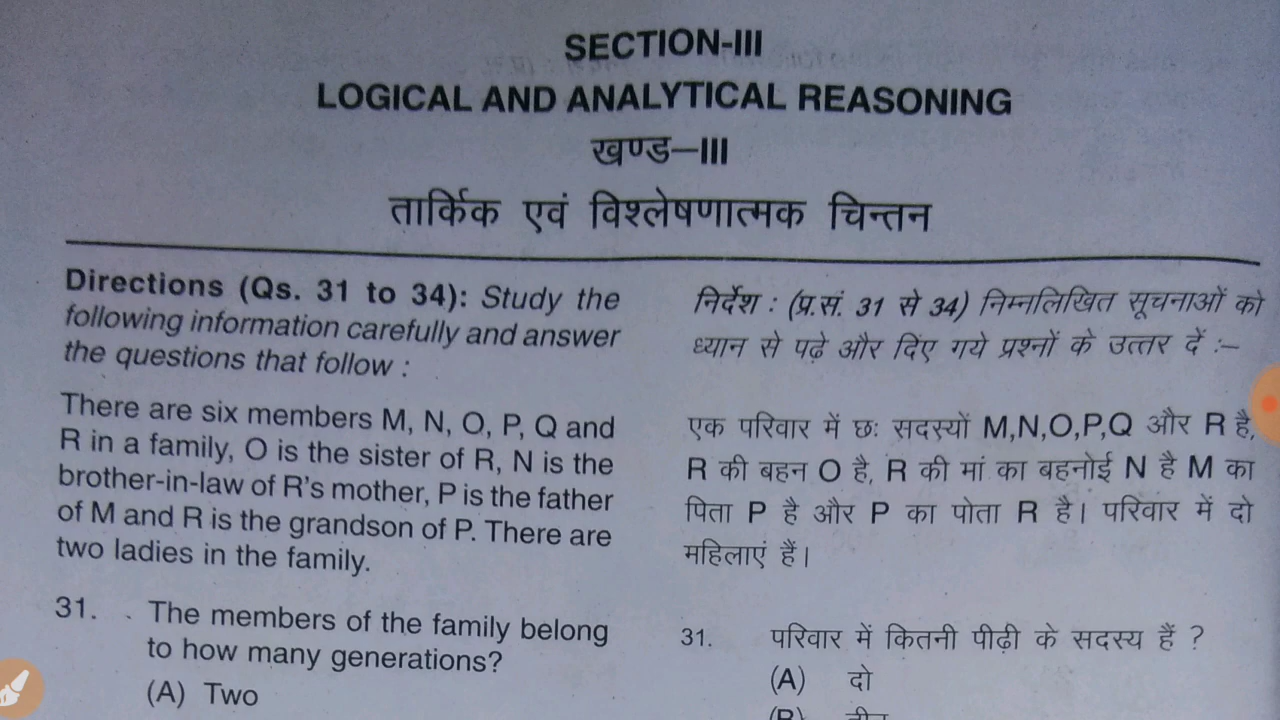 SECTION-III
LOGICAL AND ANALYTICAL REASONING
खण्ड–III
तार्किक एवं विश्लेषणात्मक चिन्तन
Directions (Qs. 31 to 34): Study the
following information carefully and answer
the questions that follow :
There are six members M, N, O, P, Q and
R in a family, O is the sister of R, N is the
brother-in-law of R's mother, P is the father
of M and R is the grandson of P. There are
two ladies in the family.
31. The members of the family belong
to how many generations?
(A) Two
निर्देश : (प्र.सं. 31 से 34) निम्नलिखित सूचनाओं को
ध्यान से पढ़े और दिए गये प्रश्नों के उत्तर दें :–
एक परिवार में छः सदस्यों M,N,O,P,Q और R है,
R की बहन O है, R की मां का बहनोई N है M का
पिता P है और P का पोता R है। परिवार में दो
महिलाएं हैं।
31. परिवार में कितनी पीढ़ी के सदस्य हैं ?
(A) दो